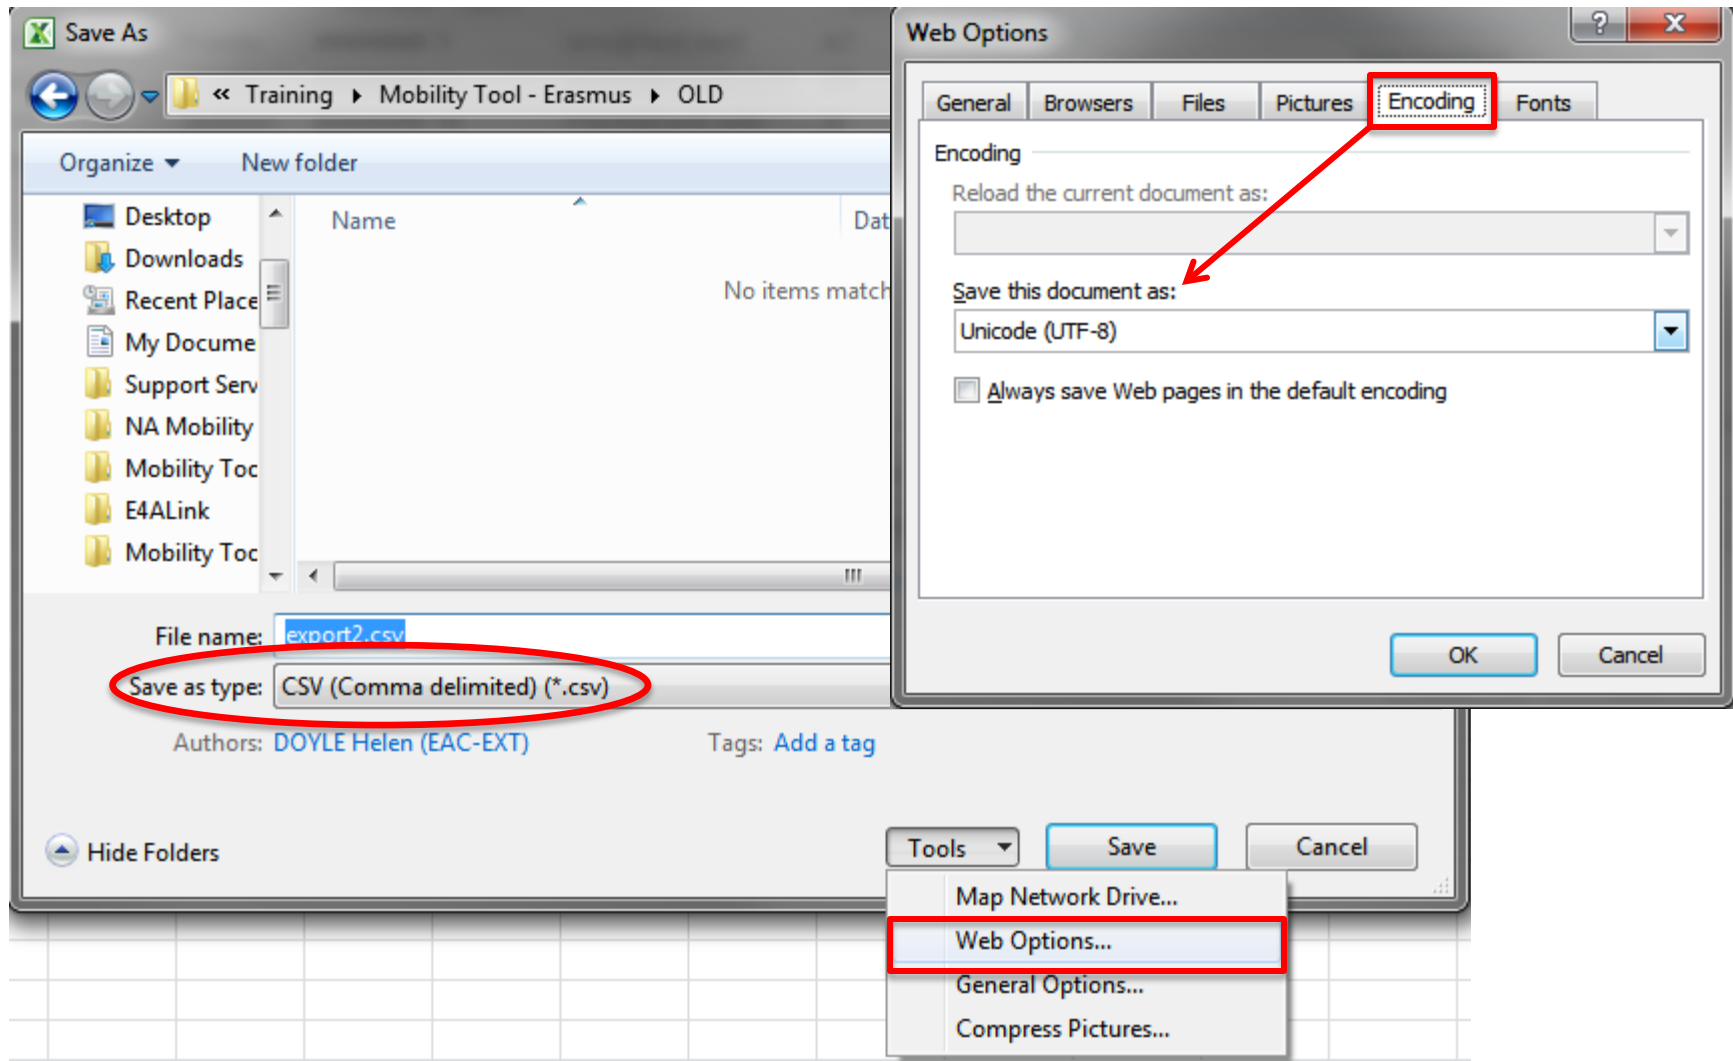 Save As
« Training ▸ Mobility Tool - Erasmus ▸ OLD
Organize
New folder
Desktop
Downloads
Recent Place
My Docume
Support Serv
NA Mobility
Mobility Toc
E4ALink
Mobility Toc
Name
Dat
No items match
File name: export2.csv
Save as type: CSV (Comma delimited) (*.csv)
Authors: DOYLE Helen (EAC-EXT)
Tags: Add a tag
Hide Folders
Tools
Save
Cancel
Map Network Drive...
Web Options...
General Options...
Compress Pictures...
Web Options
General
Browsers
Files
Pictures
Encoding
Fonts
Encoding
Reload the current document as:
Save this document as:
Unicode (UTF-8)
Always save Web pages in the default encoding
OK
Cancel